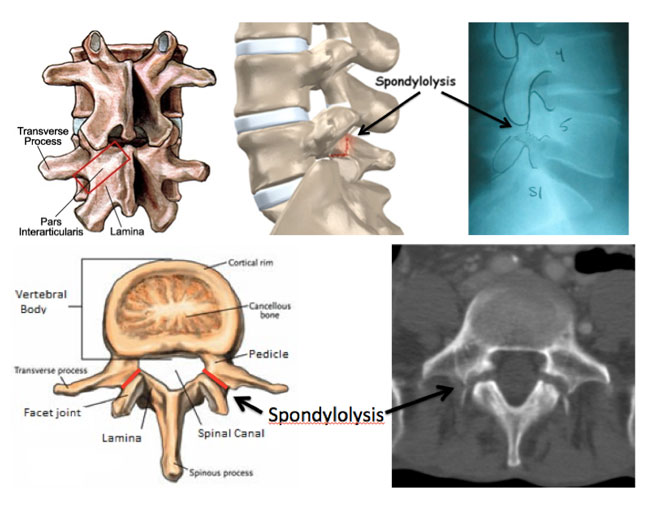 Transverse
Process
Pars
Interarticularis
Lamina
Spondylolysis
4
5
S1
Vertebral
Body
Cortical rim
Cancellous
bone
Pedicle
Transverse process
Facet joint
Lamina
Spinal Canal
Spinous process
Spondylolysis